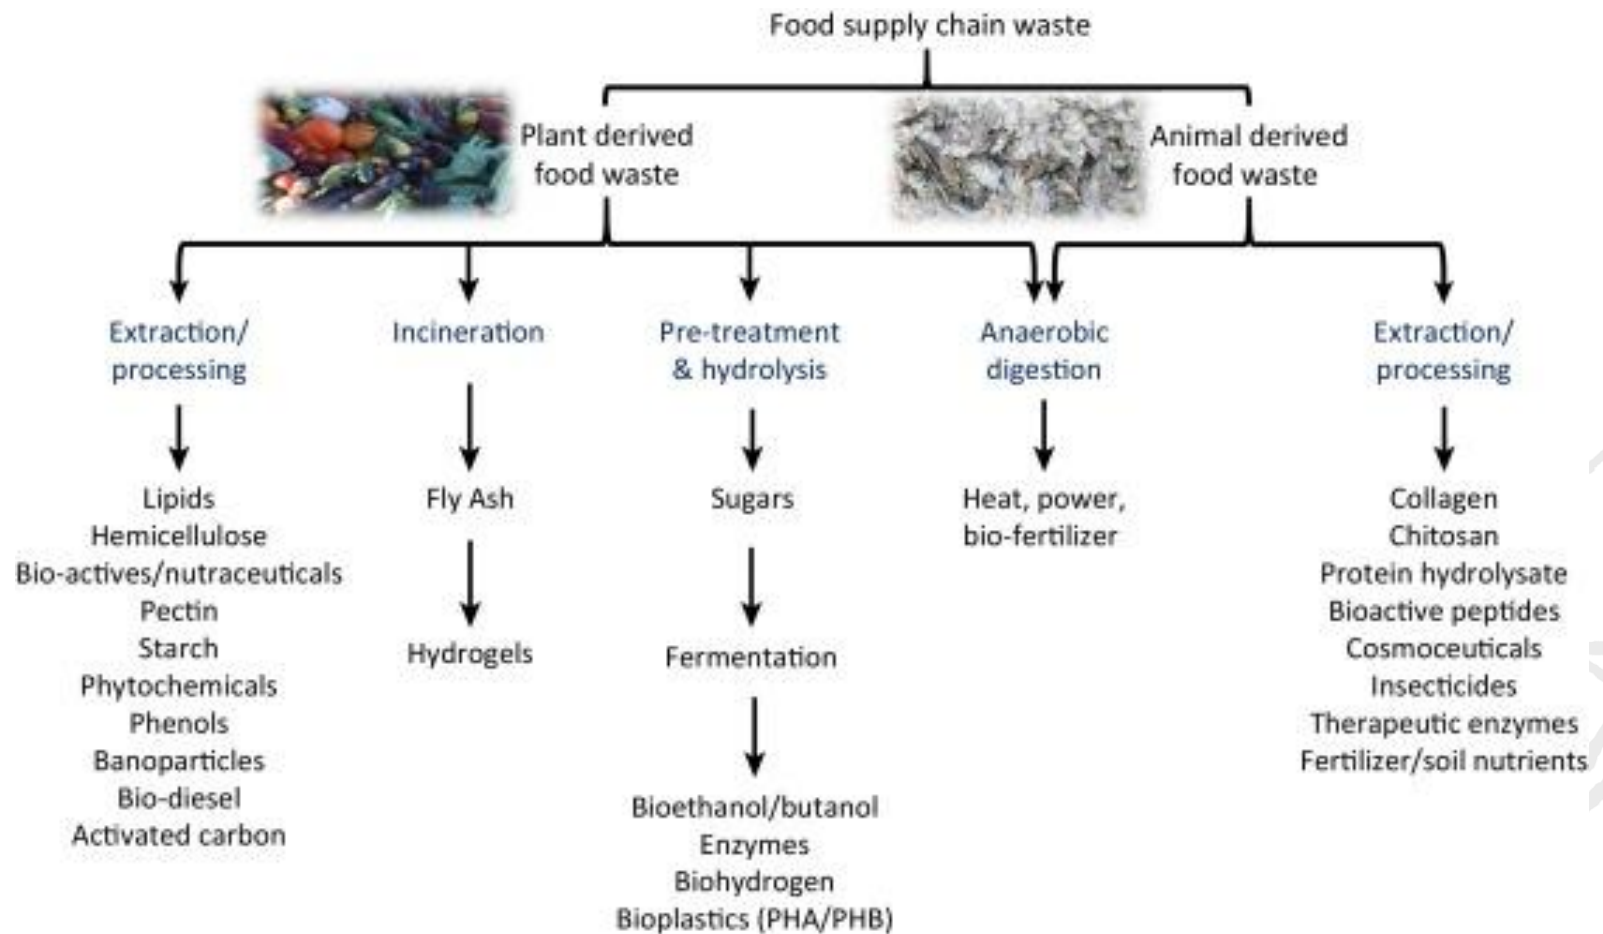 Food supply chain waste
Plant derived
food waste
Animal derived
food waste
Extraction/
processing
Incineration
Pre-treatment
& hydrolysis
Anaerobic
digestion
Extraction/
processing
Lipids
Hemicellulose
Bio-actives/nutraceuticals
Pectin
Starch
Phytochemicals
Phenols
Banoparticles
Bio-diesel
Activated carbon
Fly Ash
Hydrogels
Sugars
Fermentation
Bioethanol/butanol
Enzymes
Biohydrogen
Bioplastics (PHA/PHB)
Heat, power,
bio-fertilizer
Collagen
Chitosan
Protein hydrolysate
Bioactive peptides
Cosmoceuticals
Insecticides
Therapeutic enzymes
Fertilizer/soil nutrients